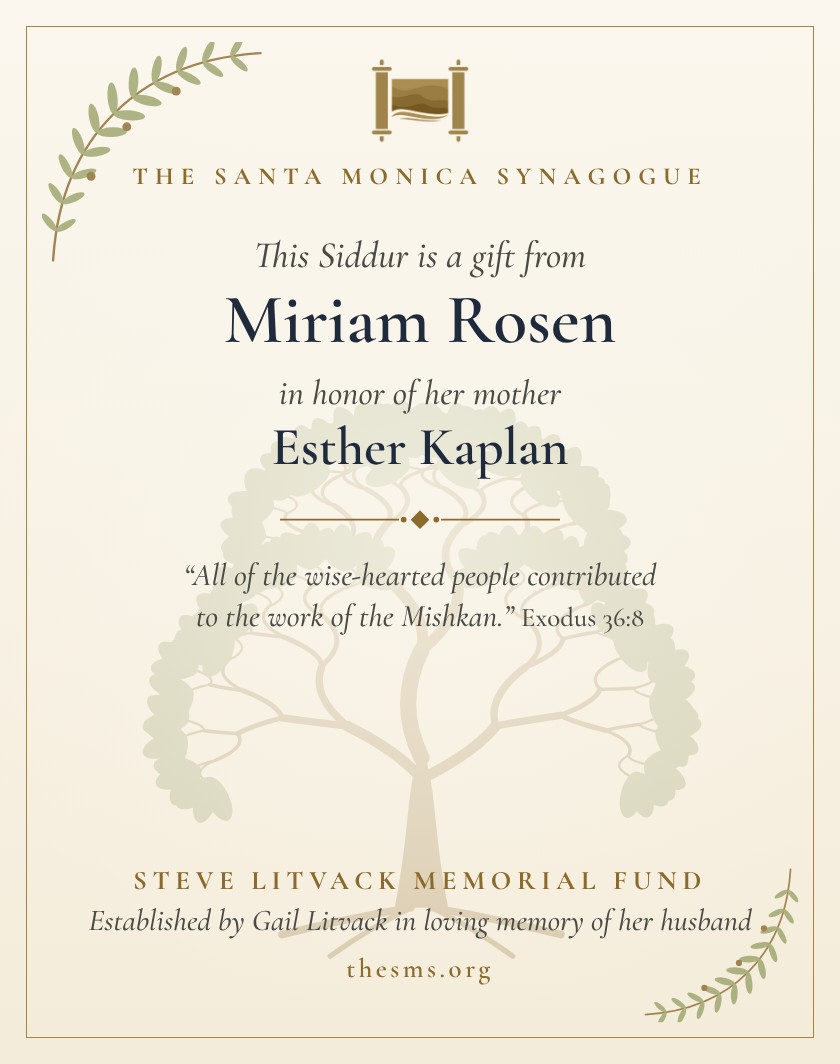 THE SANTA MONICA SYNAGOGUE
This Siddur is a gift from
Miriam Rosen
in honor of her mother
Esther Kaplan
“All of the wise-hearted people contributed
to the work of the Mishkan.” Exodus 36:8
STEVE LITVACK MEMORIAL FUND
Established by Gail Litvack in loving memory of her husband
thesms.org